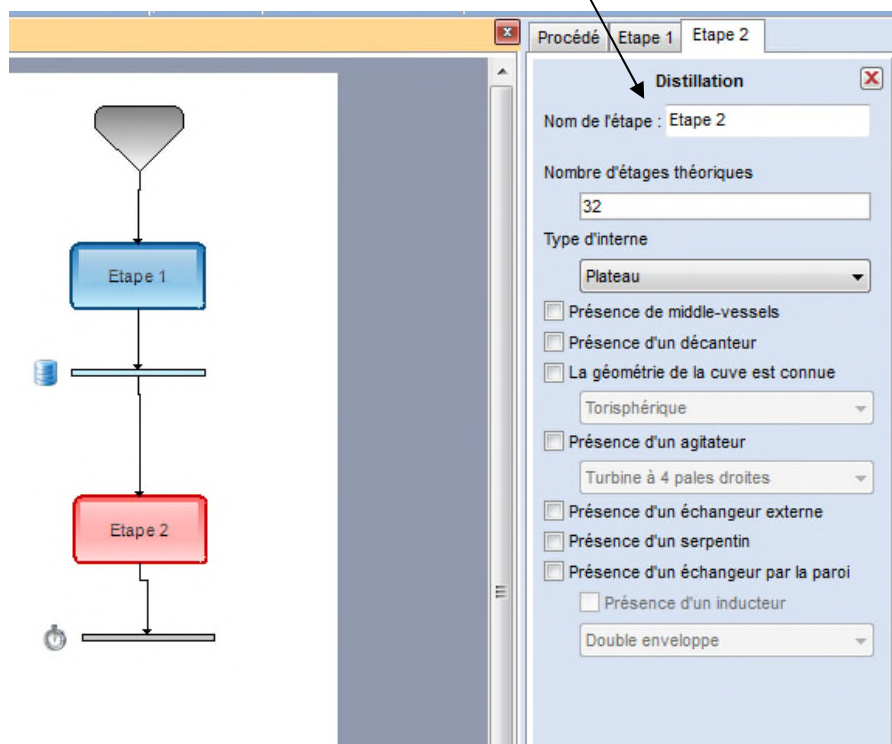 Procédé Etape 1 Etape 2
Distillation
Nom de l'étape : Etape 2
Nombre d'étages théoriques
32
Type d'interne
Plateau
Présence de middle-vessels
Présence d'un décanteur
La géométrie de la cuve est connue
Torisphérique
Présence d'un agitateur
Turbine à 4 pales droites
Présence d'un échangeur externe
Présence d'un serpentin
Présence d'un échangeur par la paroi
Présence d'un inducteur
Double enveloppe
Etape 1
Etape 2